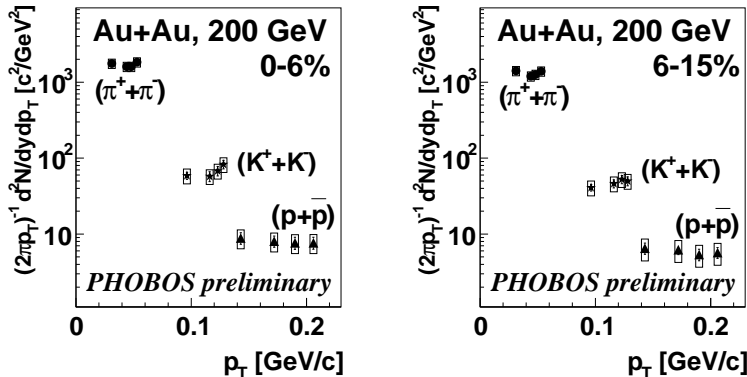 Au+Au, 200 GeV
0-6%
(π⁺+π⁻)
(K⁺+K⁻)
(p+p̅)
PHOBOS preliminary
(2πp_T)⁻¹ d²N/dydp_T [c²/GeV²]
10³
10²
10
0
0.1
0.2
p_T [GeV/c]
Au+Au, 200 GeV
6-15%
(π⁺+π⁻)
(K⁺+K⁻)
(p+p̅)
PHOBOS preliminary
(2πp_T)⁻¹ d²N/dydp_T [c²/GeV²]
10³
10²
10
0
0.1
0.2
p_T [GeV/c]